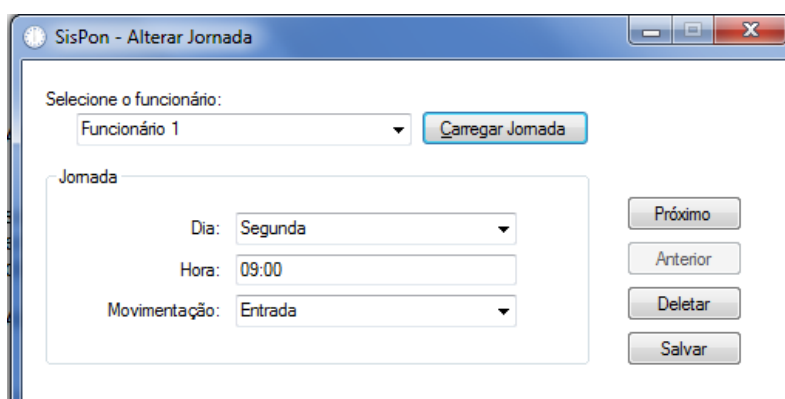 SisPon - Alterar Jornada
Selecione o funcionário:
Funcionário 1
Carregar Jornada
Jornada
Dia: Segunda
Hora: 09:00
Movimentação: Entrada
Próximo
Anterior
Deletar
Salvar